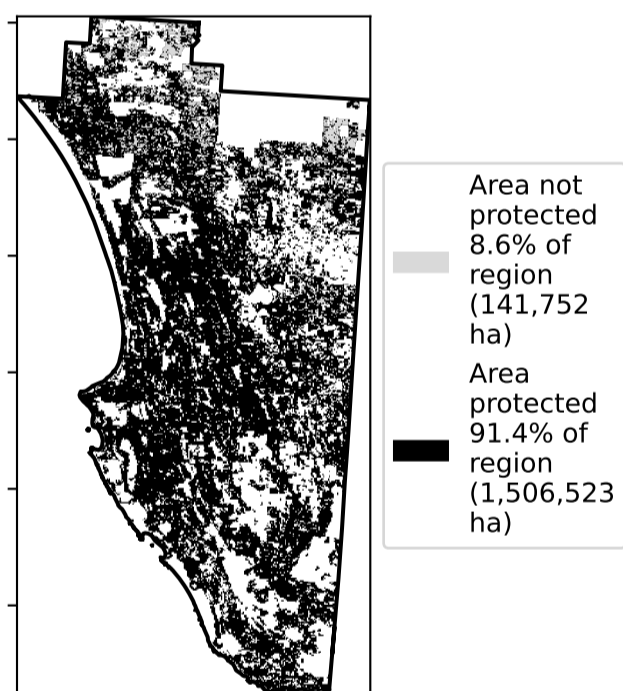 Area not
protected
8.6% of
region
(141,752
ha)
Area
protected
91.4% of
region
(1,506,523
ha)